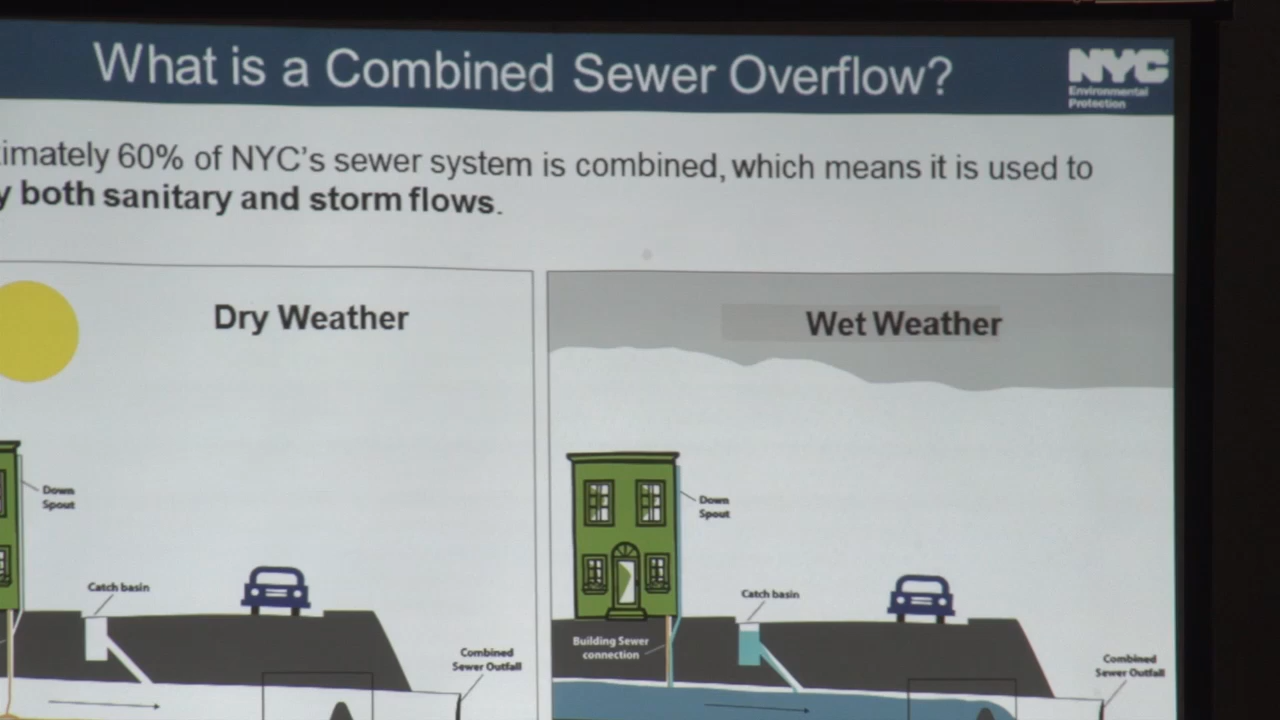 What is a Combined Sewer Overflow?
NYC
Environmental
Protection
imately 60% of NYC's sewer system is combined, which means it is used to
y both sanitary and storm flows.
Dry Weather
Wet Weather
Down
Spout
Down
Spout
Catch basin
Catch basin
Building Sewer
connection
Combined
Sewer Outfall
Combined
Sewer Outfall